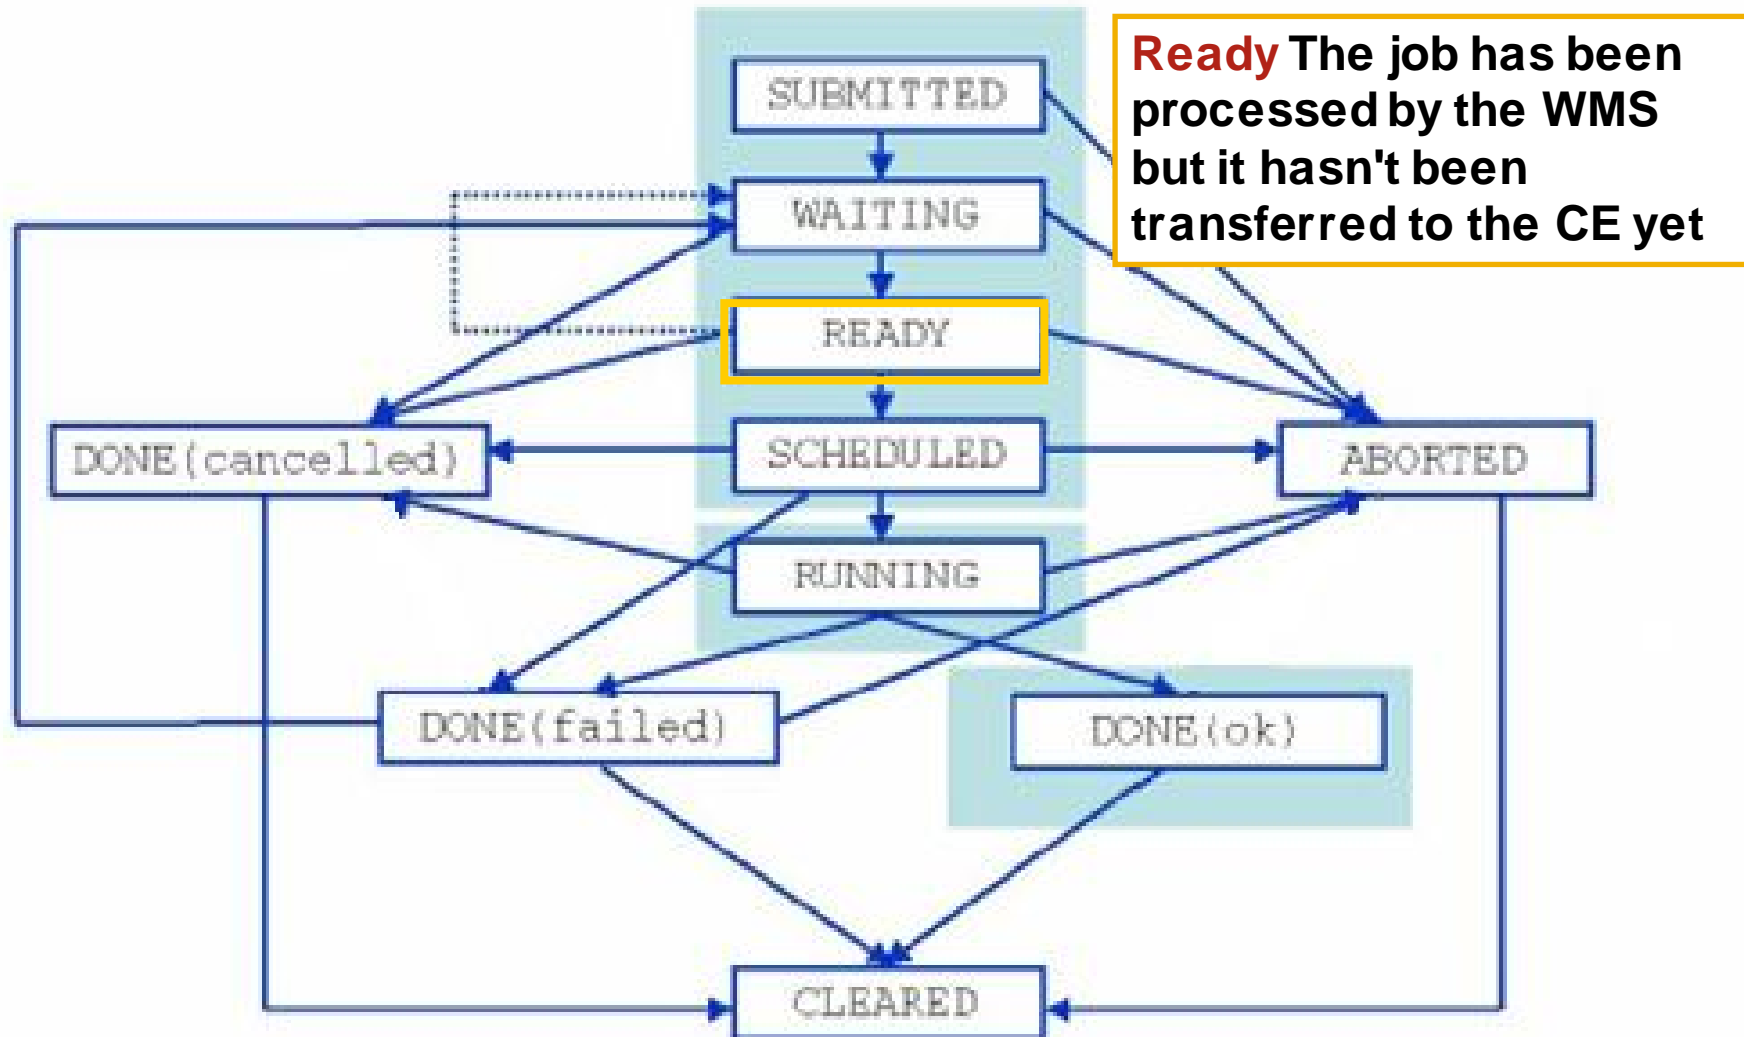 Ready The job has been
processed by the WMS
but it hasn't been
transferred to the CE yet
SUBMITTED
WAITING
READY
DONE(cancelled)
SCHEDULED
ABORTED
RUNNING
DONE(failed)
DONE(ok)
CLEARED